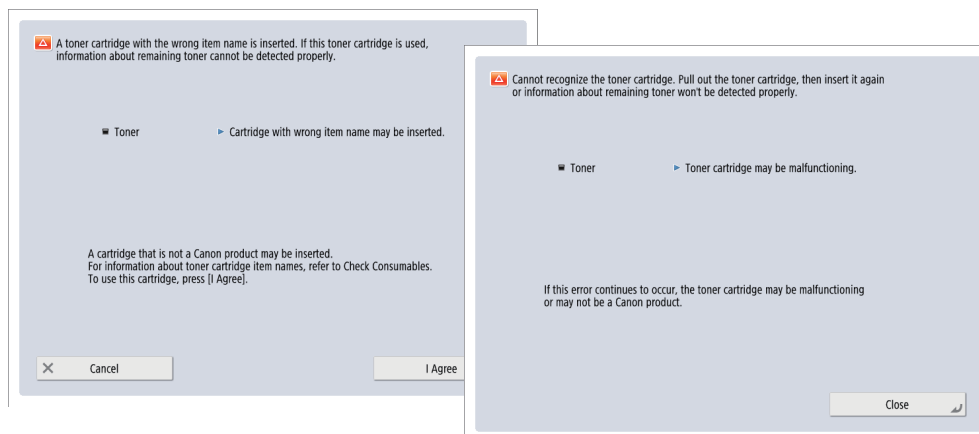 A toner cartridge with the wrong item name is inserted. If this toner cartridge is used,
information about remaining toner cannot be detected properly.
Toner
Cartridge with wrong item name may be inserted.
A cartridge that is not a Canon product may be inserted.
For information about toner cartridge item names, refer to Check Consumables.
To use this cartridge, press [I Agree].
Cancel
I Agree
Cannot recognize the toner cartridge. Pull out the toner cartridge, then insert it again
or information about remaining toner won't be detected properly.
Toner
Toner cartridge may be malfunctioning.
If this error continues to occur, the toner cartridge may be malfunctioning
or may not be a Canon product.
Close